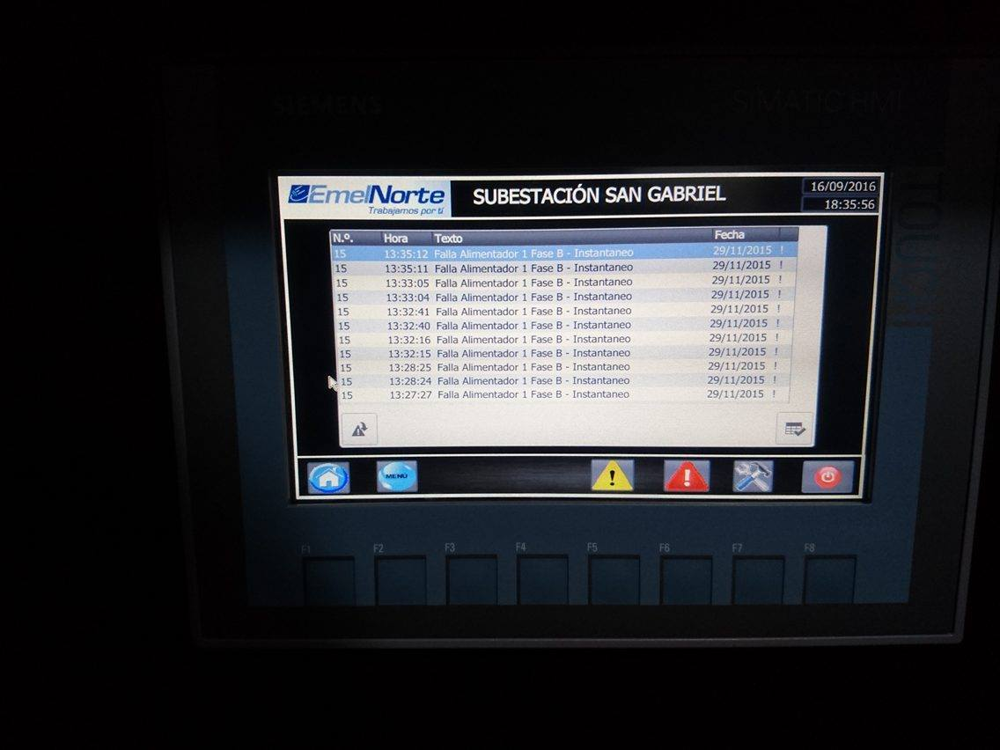 SIEMENS
SIMATIC HMI
TOUCH
EmelNorte
Trabajamos por tí
SUBESTACIÓN SAN GABRIEL
16/09/2016
18:35:56
N.º. Hora Texto Fecha
15 13:35:12 Falla Alimentador 1 Fase B - Instantaneo 29/11/2015 !
15 13:35:11 Falla Alimentador 1 Fase B - Instantaneo 29/11/2015 !
15 13:33:05 Falla Alimentador 1 Fase B - Instantaneo 29/11/2015 !
15 13:33:04 Falla Alimentador 1 Fase B - Instantaneo 29/11/2015 !
15 13:32:41 Falla Alimentador 1 Fase B - Instantaneo 29/11/2015 !
15 13:32:40 Falla Alimentador 1 Fase B - Instantaneo 29/11/2015 !
15 13:32:16 Falla Alimentador 1 Fase B - Instantaneo 29/11/2015 !
15 13:32:15 Falla Alimentador 1 Fase B - Instantaneo 29/11/2015 !
15 13:28:25 Falla Alimentador 1 Fase B - Instantaneo 29/11/2015 !
15 13:28:24 Falla Alimentador 1 Fase B - Instantaneo 29/11/2015 !
15 13:27:27 Falla Alimentador 1 Fase B - Instantaneo 29/11/2015 !
MENU
F1 F2 F3 F4 F5 F6 F7 F8